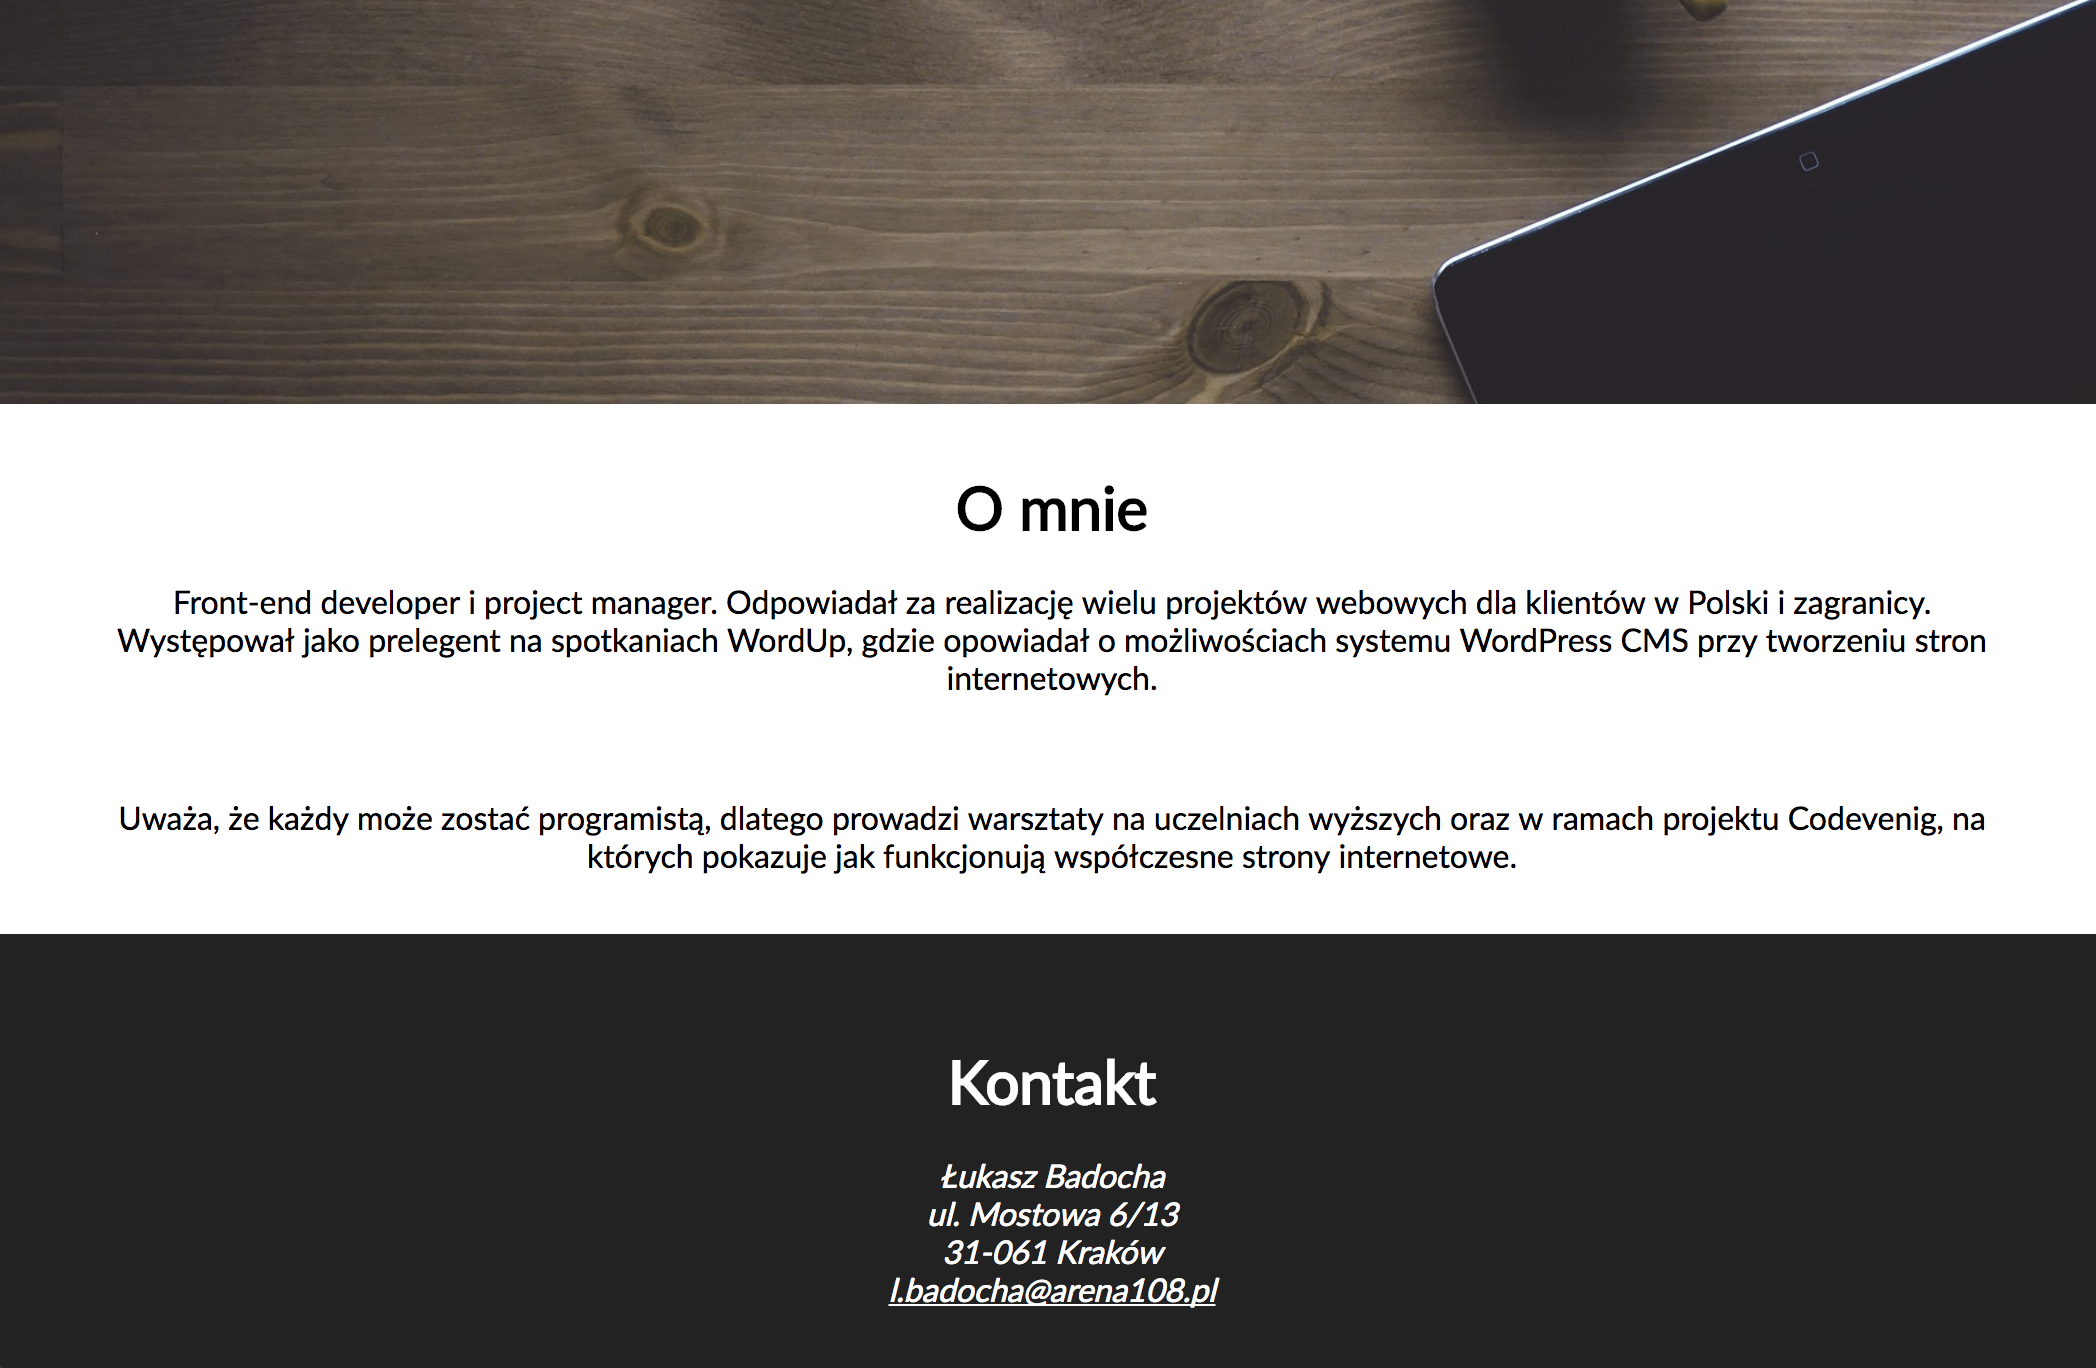 O mnie
Front-end developer i project manager. Odpowiadał za realizację wielu projektów webowych dla klientów w Polski i zagranicy.
Występował jako prelegent na spotkaniach WordUp, gdzie opowiadał o możliwościach systemu WordPress CMS przy tworzeniu stron
internetowych.
Uważa, że każdy może zostać programistą, dlatego prowadzi warsztaty na uczelniach wyższych oraz w ramach projektu Codevenig, na
których pokazuje jak funkcjonują współczesne strony internetowe.
Kontakt
Łukasz Badocha
ul. Mostowa 6/13
31-061 Kraków
l.badocha@arena108.pl